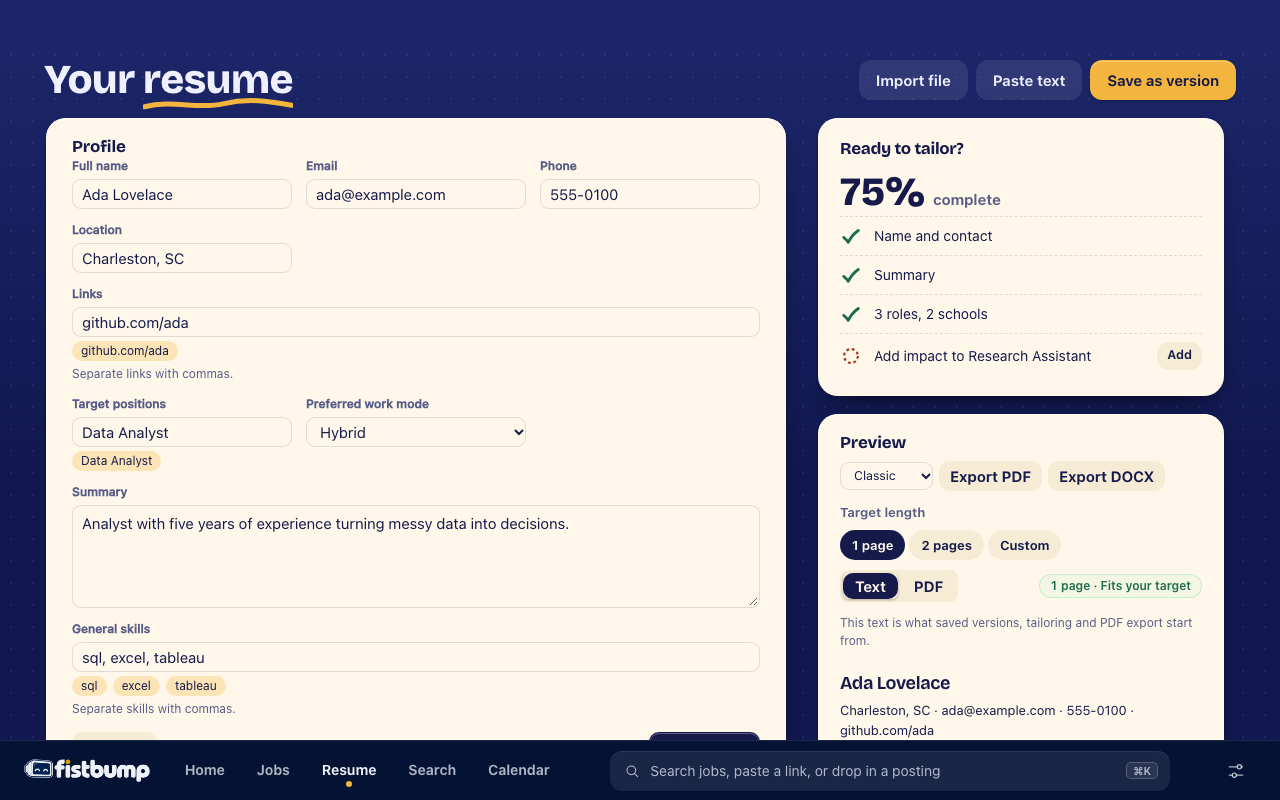 Your resume
Import file
Paste text
Save as version
Profile
Full name
Email
Phone
Ada Lovelace
ada@example.com
555-0100
Location
Charleston, SC
Links
github.com/ada
github.com/ada
Separate links with commas.
Target positions
Preferred work mode
Data Analyst
Hybrid
Data Analyst
Summary
Analyst with five years of experience turning messy data into decisions.
General skills
sql, excel, tableau
sql
excel
tableau
Separate skills with commas.
Ready to tailor?
75% complete
Name and contact
Summary
3 roles, 2 schools
Add impact to Research Assistant
Add
Preview
Classic
Export PDF
Export DOCX
Target length
1 page
2 pages
Custom
Text
PDF
1 page · Fits your target
This text is what saved versions, tailoring and PDF export start
from.
Ada Lovelace
Charleston, SC · ada@example.com · 555-0100 ·
github.com/ada
fistbump
Home
Jobs
Resume
Search
Calendar
Search jobs, paste a link, or drop in a posting
⌘K